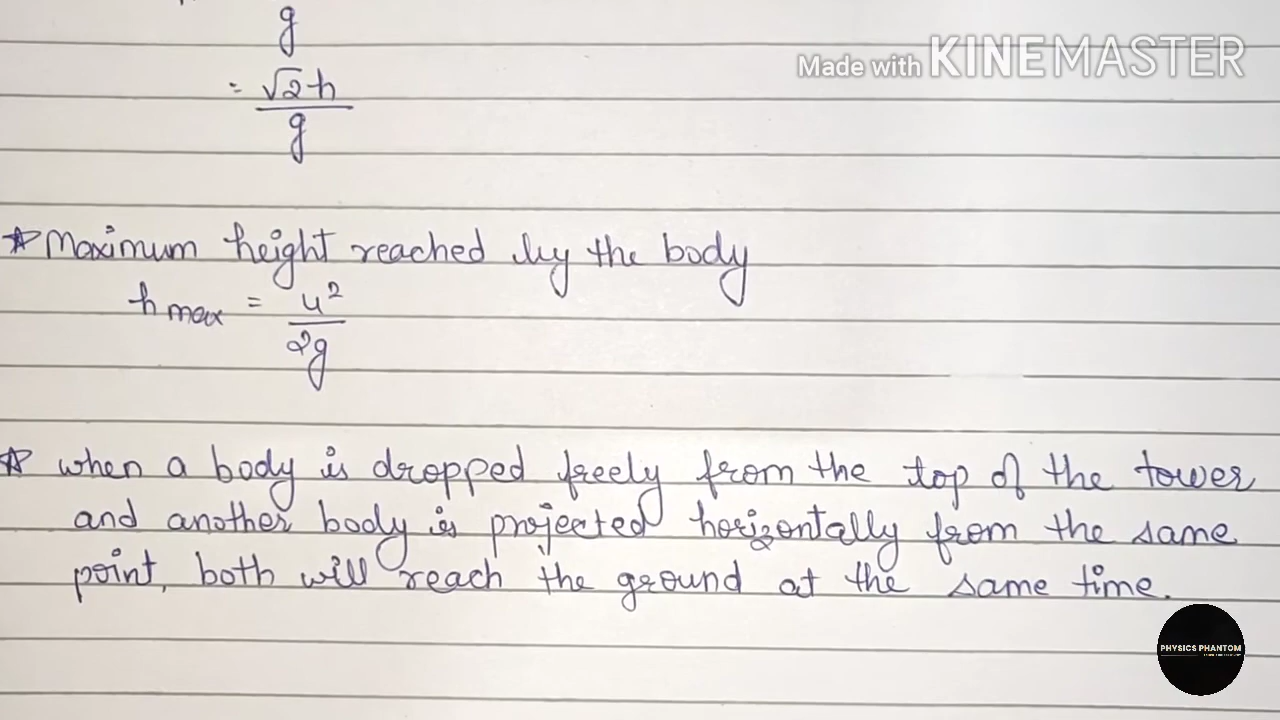 Made with KINEMASTER
g
= √2h
g
☆ Maximum height reached by the body
h max = u²
2g
☆ when a body is dropped freely from the top of the tower
and another body is projected horizontally from the same
point, both will reach the ground at the same time.
PHYSICS PHANTOM